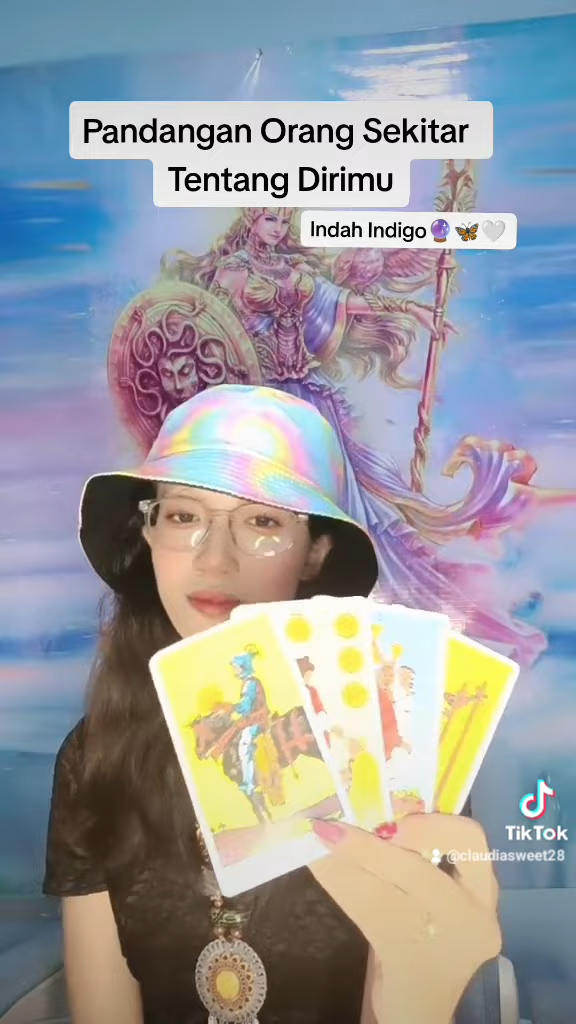 Pandangan Orang Sekitar
Tentang Dirimu
Indah Indigo🔮🦋🤍
TikTok
@claudiasweet28